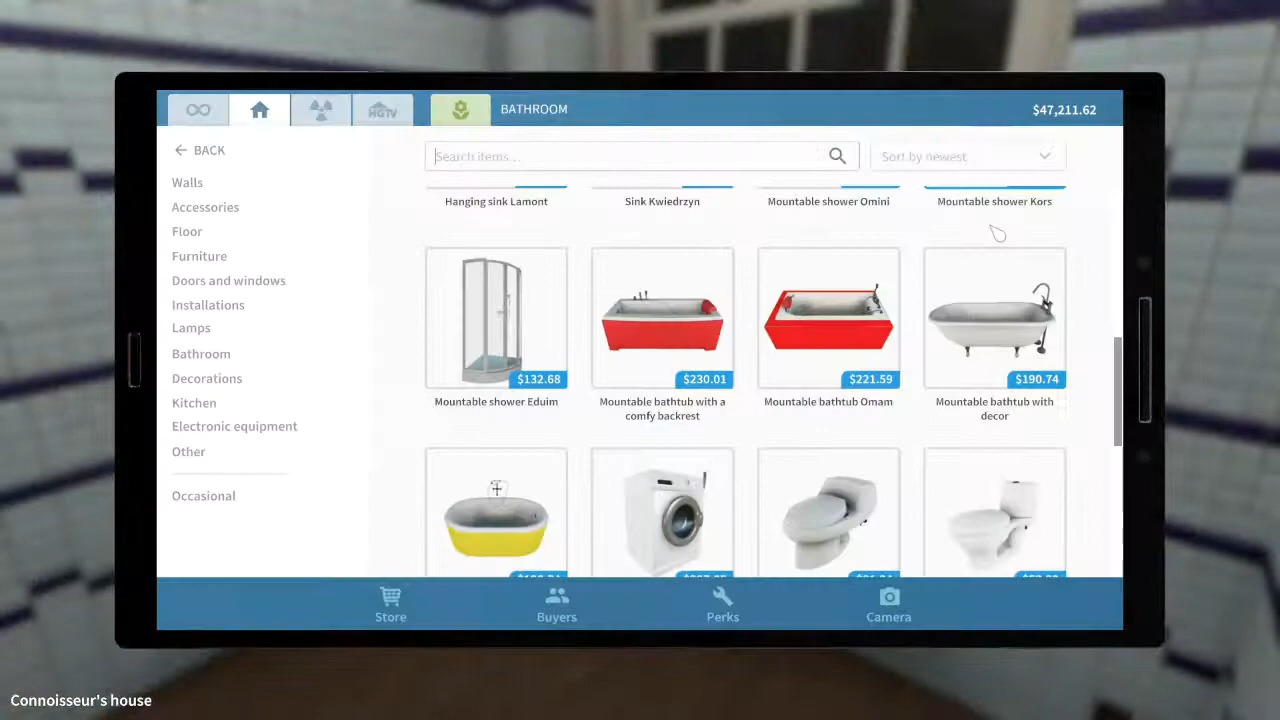 HGTV
BATHROOM
$47,211.62
BACK
Search items...
Sort by newest
Walls
Accessories
Floor
Furniture
Doors and windows
Installations
Lamps
Bathroom
Decorations
Kitchen
Electronic equipment
Other
Occasional
Hanging sink Lamont
Sink Kwiedrzyn
Mountable shower Omini
Mountable shower Kors
$132.68
$230.01
$221.59
$190.74
Mountable shower Eduim
Mountable bathtub with a
comfy backrest
Mountable bathtub Omam
Mountable bathtub with
decor
Store
Buyers
Perks
Camera
Connoisseur's house